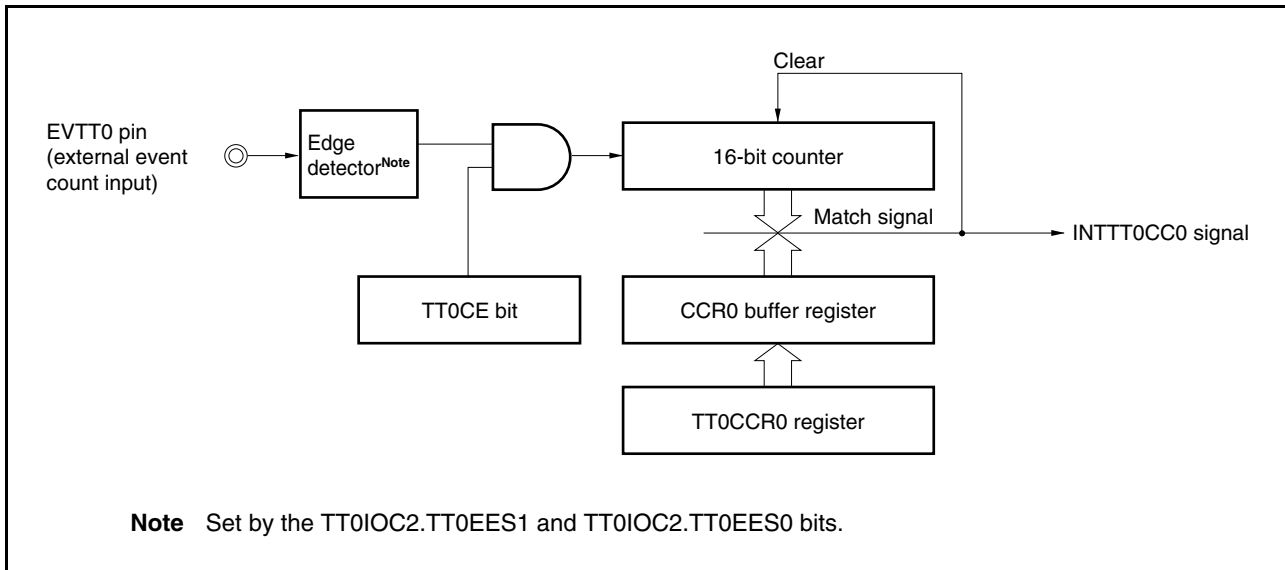 Clear
EVTT0 pin
(external event
count input)
Edge
detectorNote
16-bit counter
Match signal
INTTT0CC0 signal
TT0CE bit
CCR0 buffer register
TT0CCR0 register
Note Set by the TT0IOC2.TT0EES1 and TT0IOC2.TT0EES0 bits.